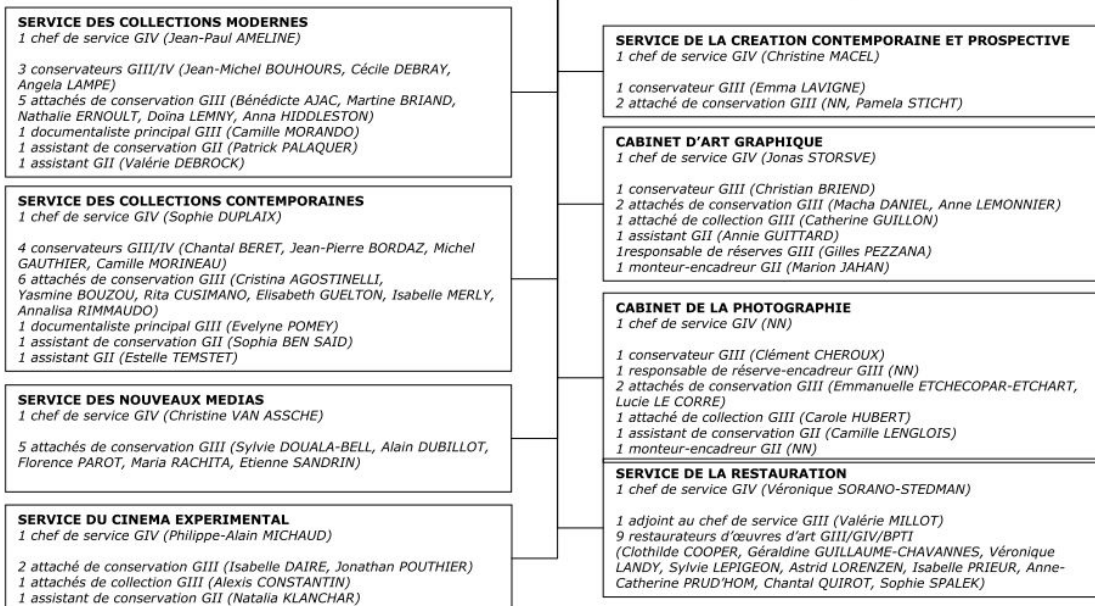 SERVICE DES COLLECTIONS MODERNES
1 chef de service GIV (Jean-Paul AMELINE)
3 conservateurs GIII/IV (Jean-Michel BOUHOURS, Cécile DEBRAY,
Angela LAMPE)
5 attachés de conservation GIII (Bénédicte AJAC, Martine BRIAND,
Nathalie ERNOULT, Doïna LEMNY, Anna HIDDLESTON)
1 documentaliste principal GIII (Camille MORANDO)
1 assistant de conservation GII (Patrick PALAQUER)
1 assistant GII (Valérie DEBROCK)
SERVICE DES COLLECTIONS CONTEMPORAINES
1 chef de service GIV (Sophie DUPLAIX)
4 conservateurs GIII/IV (Chantal BERET, Jean-Pierre BORDAZ, Michel
GAUTHIER, Camille MORINEAU)
6 attachés de conservation GIII (Cristina AGOSTINELLI,
Yasmine BOUZOU, Rita CUSIMANO, Elisabeth GUELTON, Isabelle MERLY,
Annalisa RIMMAUDO)
1 documentaliste principal GIII (Evelyne POMEY)
1 assistant de conservation GII (Sophia BEN SAID)
1 assistant GII (Estelle TEMSTET)
SERVICE DES NOUVEAUX MEDIAS
1 chef de service GIV (Christine VAN ASSCHE)
5 attachés de conservation GIII (Sylvie DOUALA-BELL, Alain DUBILLOT,
Florence PAROT, Maria RACHITA, Etienne SANDRIN)
SERVICE DU CINEMA EXPERIMENTAL
1 chef de service GIV (Philippe-Alain MICHAUD)
2 attaché de conservation GIII (Isabelle DAIRE, Jonathan POUTHIER)
1 attachés de collection GIII (Alexis CONSTANTIN)
1 assistant de conservation GII (Natalia KLANCHAR)
SERVICE DE LA CREATION CONTEMPORAINE ET PROSPECTIVE
1 chef de service GIV (Christine MACEL)
1 conservateur GIII (Emma LAVIGNE)
2 attaché de conservation GIII (NN, Pamela STICHT)
CABINET D'ART GRAPHIQUE
1 chef de service GIV (Jonas STORSVE)
1 conservateur GIII (Christian BRIEND)
2 attachés de conservation GIII (Macha DANIEL, Anne LEMONNIER)
1 attaché de collection GIII (Catherine GUILLON)
1 assistant GII (Annie GUITTARD)
1responsable de réserves GIII (Gilles PEZZANA)
1 monteur-encadreur GII (Marion JAHAN)
CABINET DE LA PHOTOGRAPHIE
1 chef de service GIV (NN)
1 conservateur GIII (Clément CHEROUX)
1 responsable de réserve-encadreur GIII (NN)
2 attachés de conservation GIII (Emmanuelle ETCHECOPAR-ETCHART,
Lucie LE CORRE)
1 attaché de collection GIII (Carole HUBERT)
1 assistant de conservation GII (Camille LENGLOIS)
1 monteur-encadreur GII (NN)
SERVICE DE LA RESTAURATION
1 chef de service GIV (Véronique SORANO-STEDMAN)
1 adjoint au chef de service GIII (Valérie MILLOT)
9 restaurateurs d'œuvres d'art GIII/GIV/BPTI
(Clothilde COOPER, Géraldine GUILLAUME-CHAVANNES, Véronique
LANDY, Sylvie LEPIGEON, Astrid LORENZEN, Isabelle PRIEUR, Anne-
Catherine PRUD'HOM, Chantal QUIROT, Sophie SPALEK)